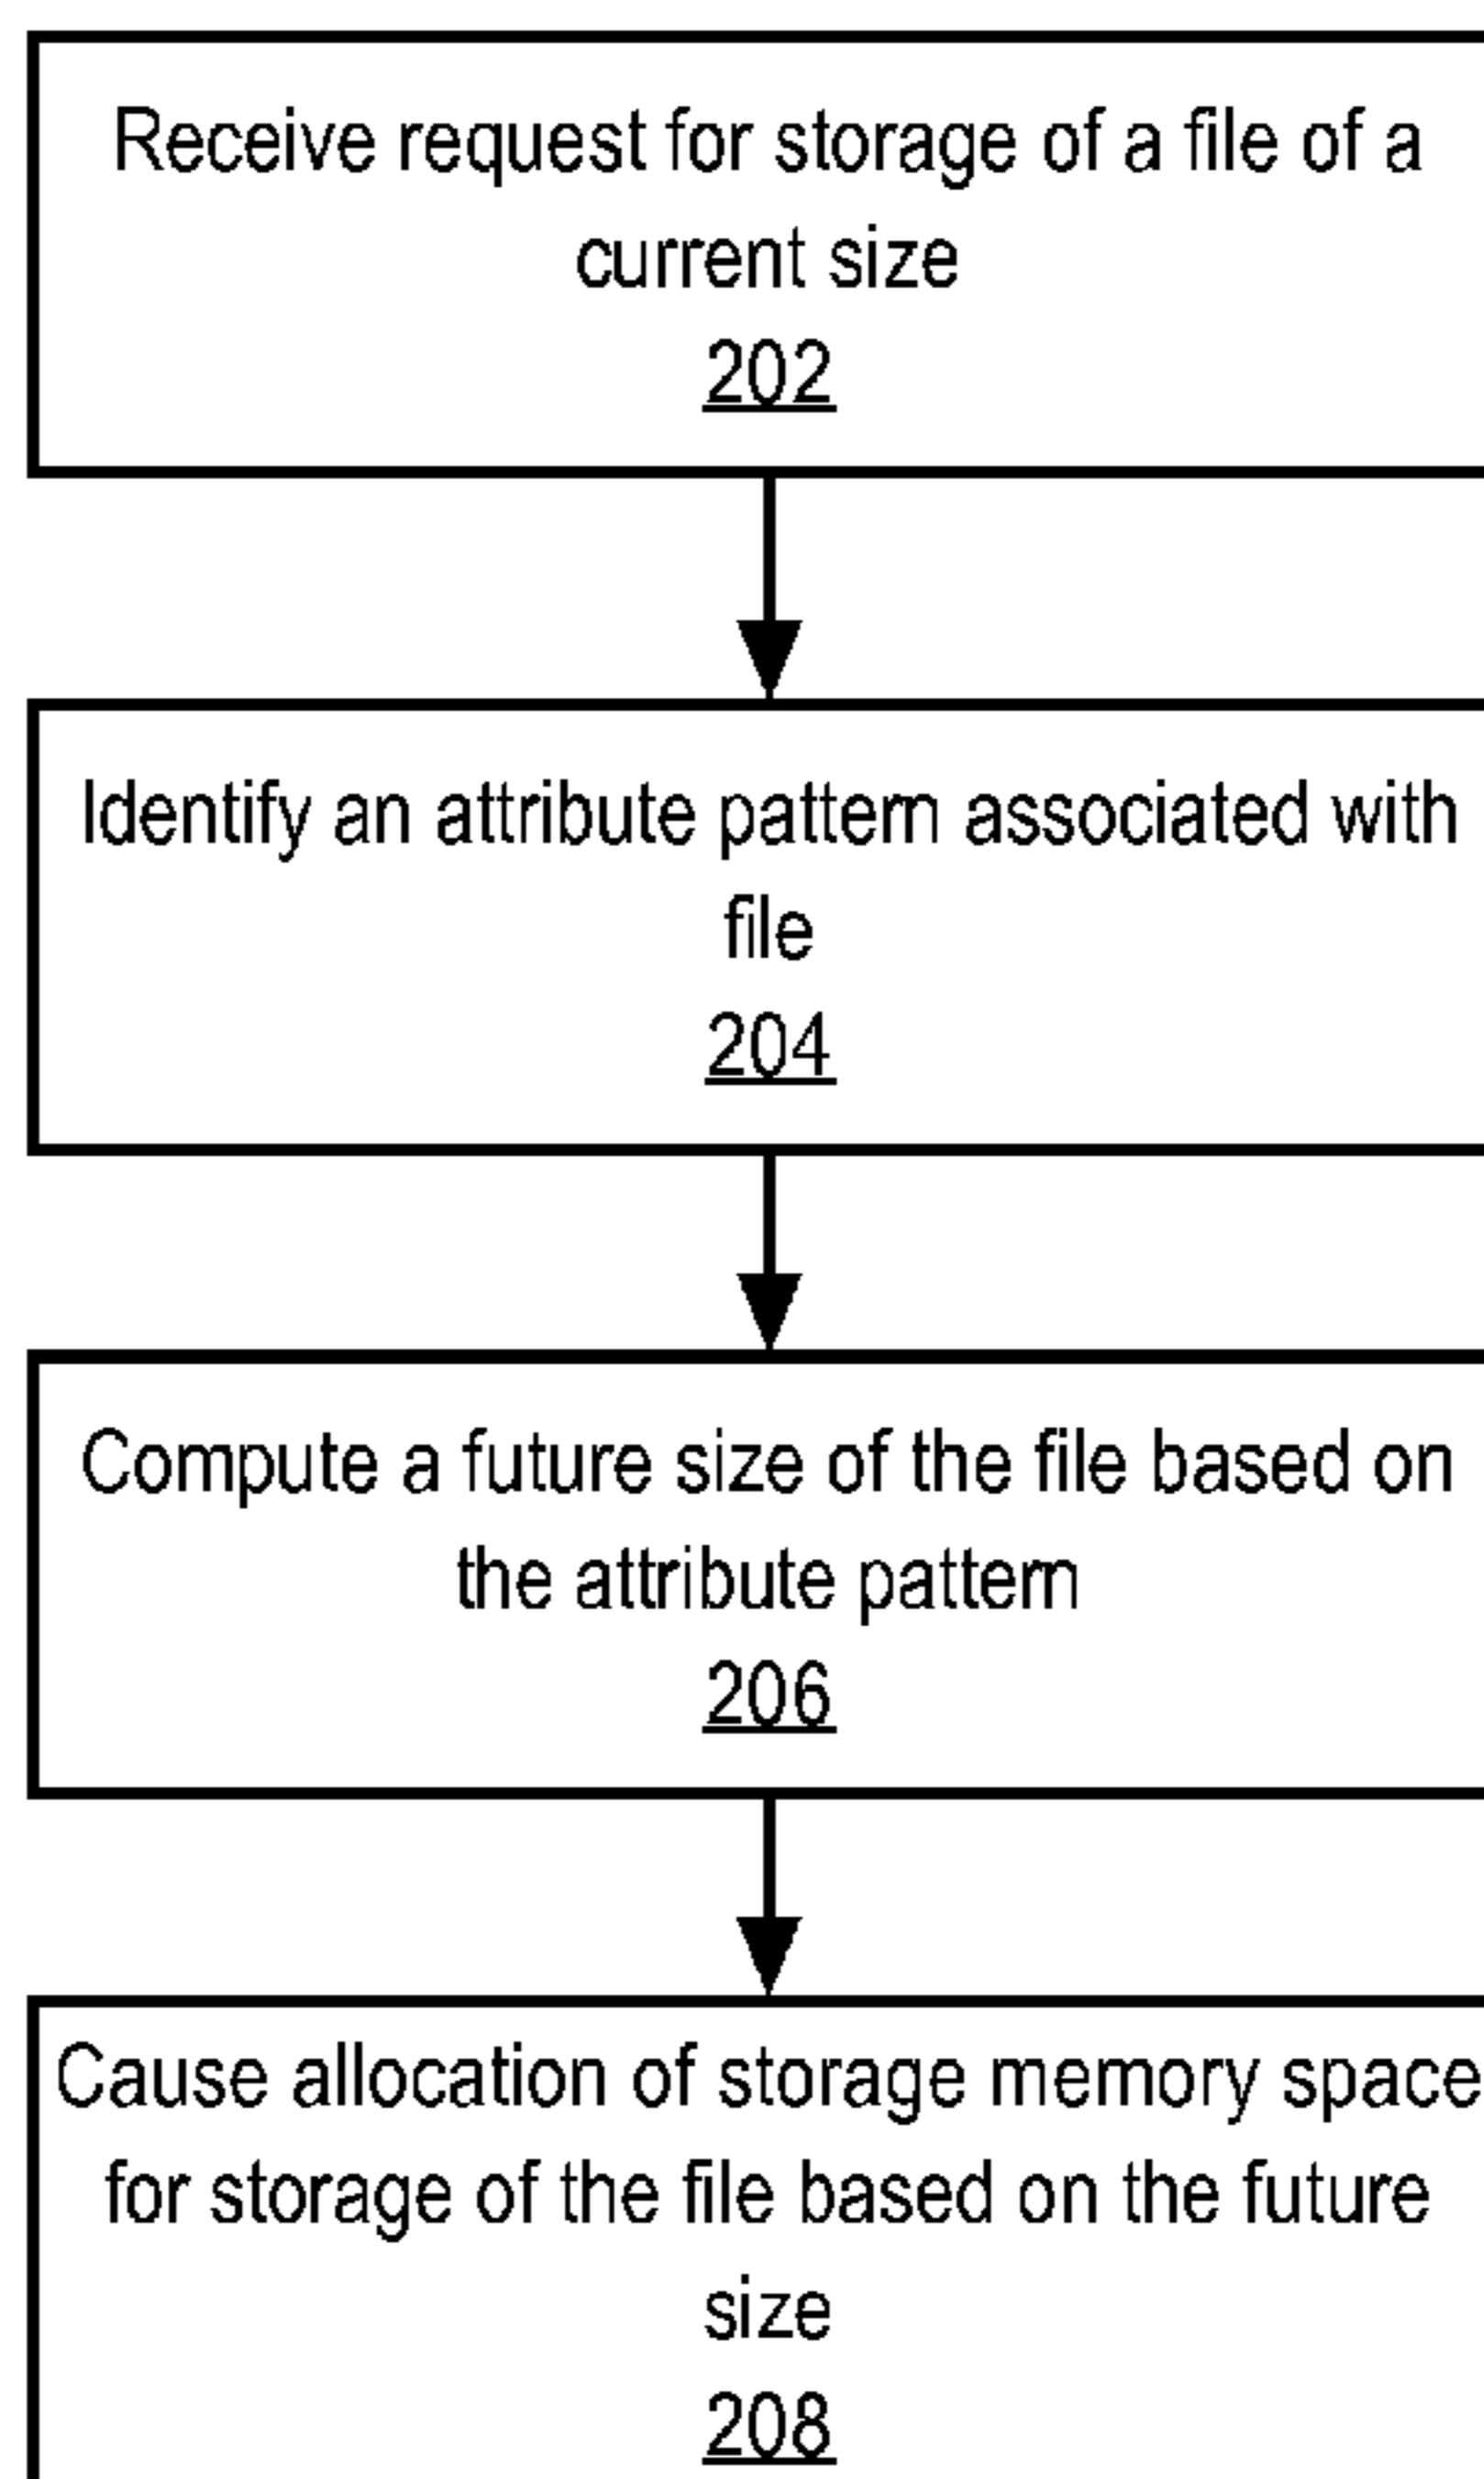 Receive request for storage of a file of a
current size
202
Identify an attribute pattern associated with
file
204
Compute a future size of the file based on
the attribute pattern
206
Cause allocation of storage memory space
for storage of the file based on the future
size
208